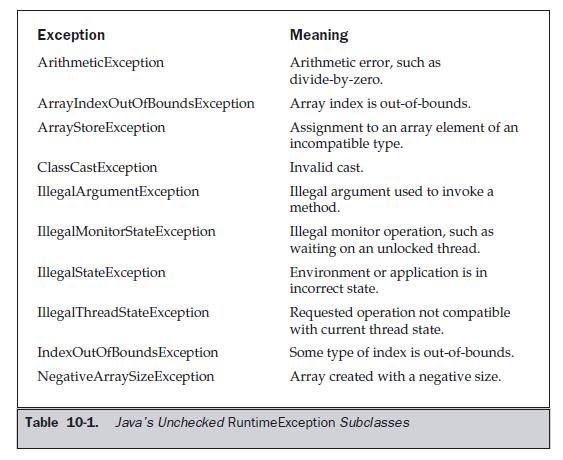 Exception Meaning
ArithmeticException Arithmetic error, such as
divide-by-zero.
ArrayIndexOutOfBoundsException Array index is out-of-bounds.
ArrayStoreException Assignment to an array element of an
incompatible type.
ClassCastException Invalid cast.
IllegalArgumentException Illegal argument used to invoke a
method.
IllegalMonitorStateException Illegal monitor operation, such as
waiting on an unlocked thread.
IllegalStateException Environment or application is in
incorrect state.
IllegalThreadStateException Requested operation not compatible
with current thread state.
IndexOutOfBoundsException Some type of index is out-of-bounds.
NegativeArraySizeException Array created with a negative size.
Table 10-1. Java's Unchecked RuntimeException Subclasses